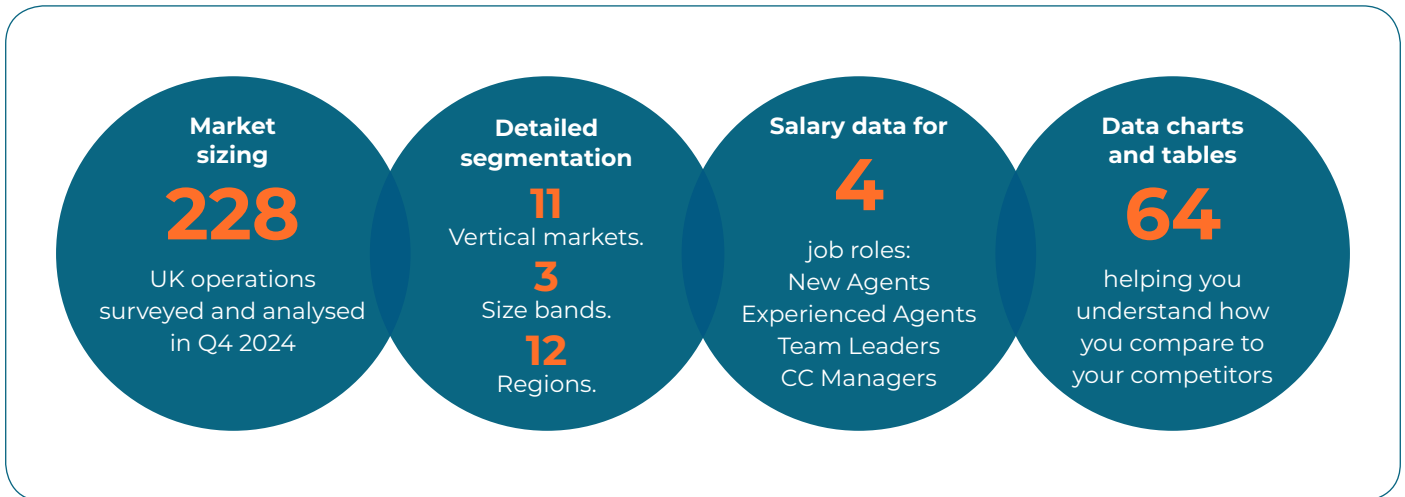 Market
sizing
228
UK operations
surveyed and analysed
in Q4 2024
Detailed
segmentation
11
Vertical markets.
3
Size bands.
12
Regions.
Salary data for
4
job roles:
New Agents
Experienced Agents
Team Leaders
CC Managers
Data charts
and tables
64
helping you
understand how
you compare to
your competitors